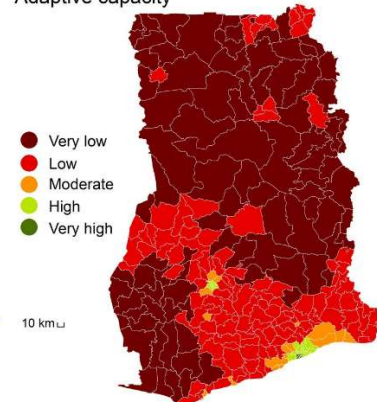 Adaptive capacity
Very low
Low
Moderate
High
Very high
10 km